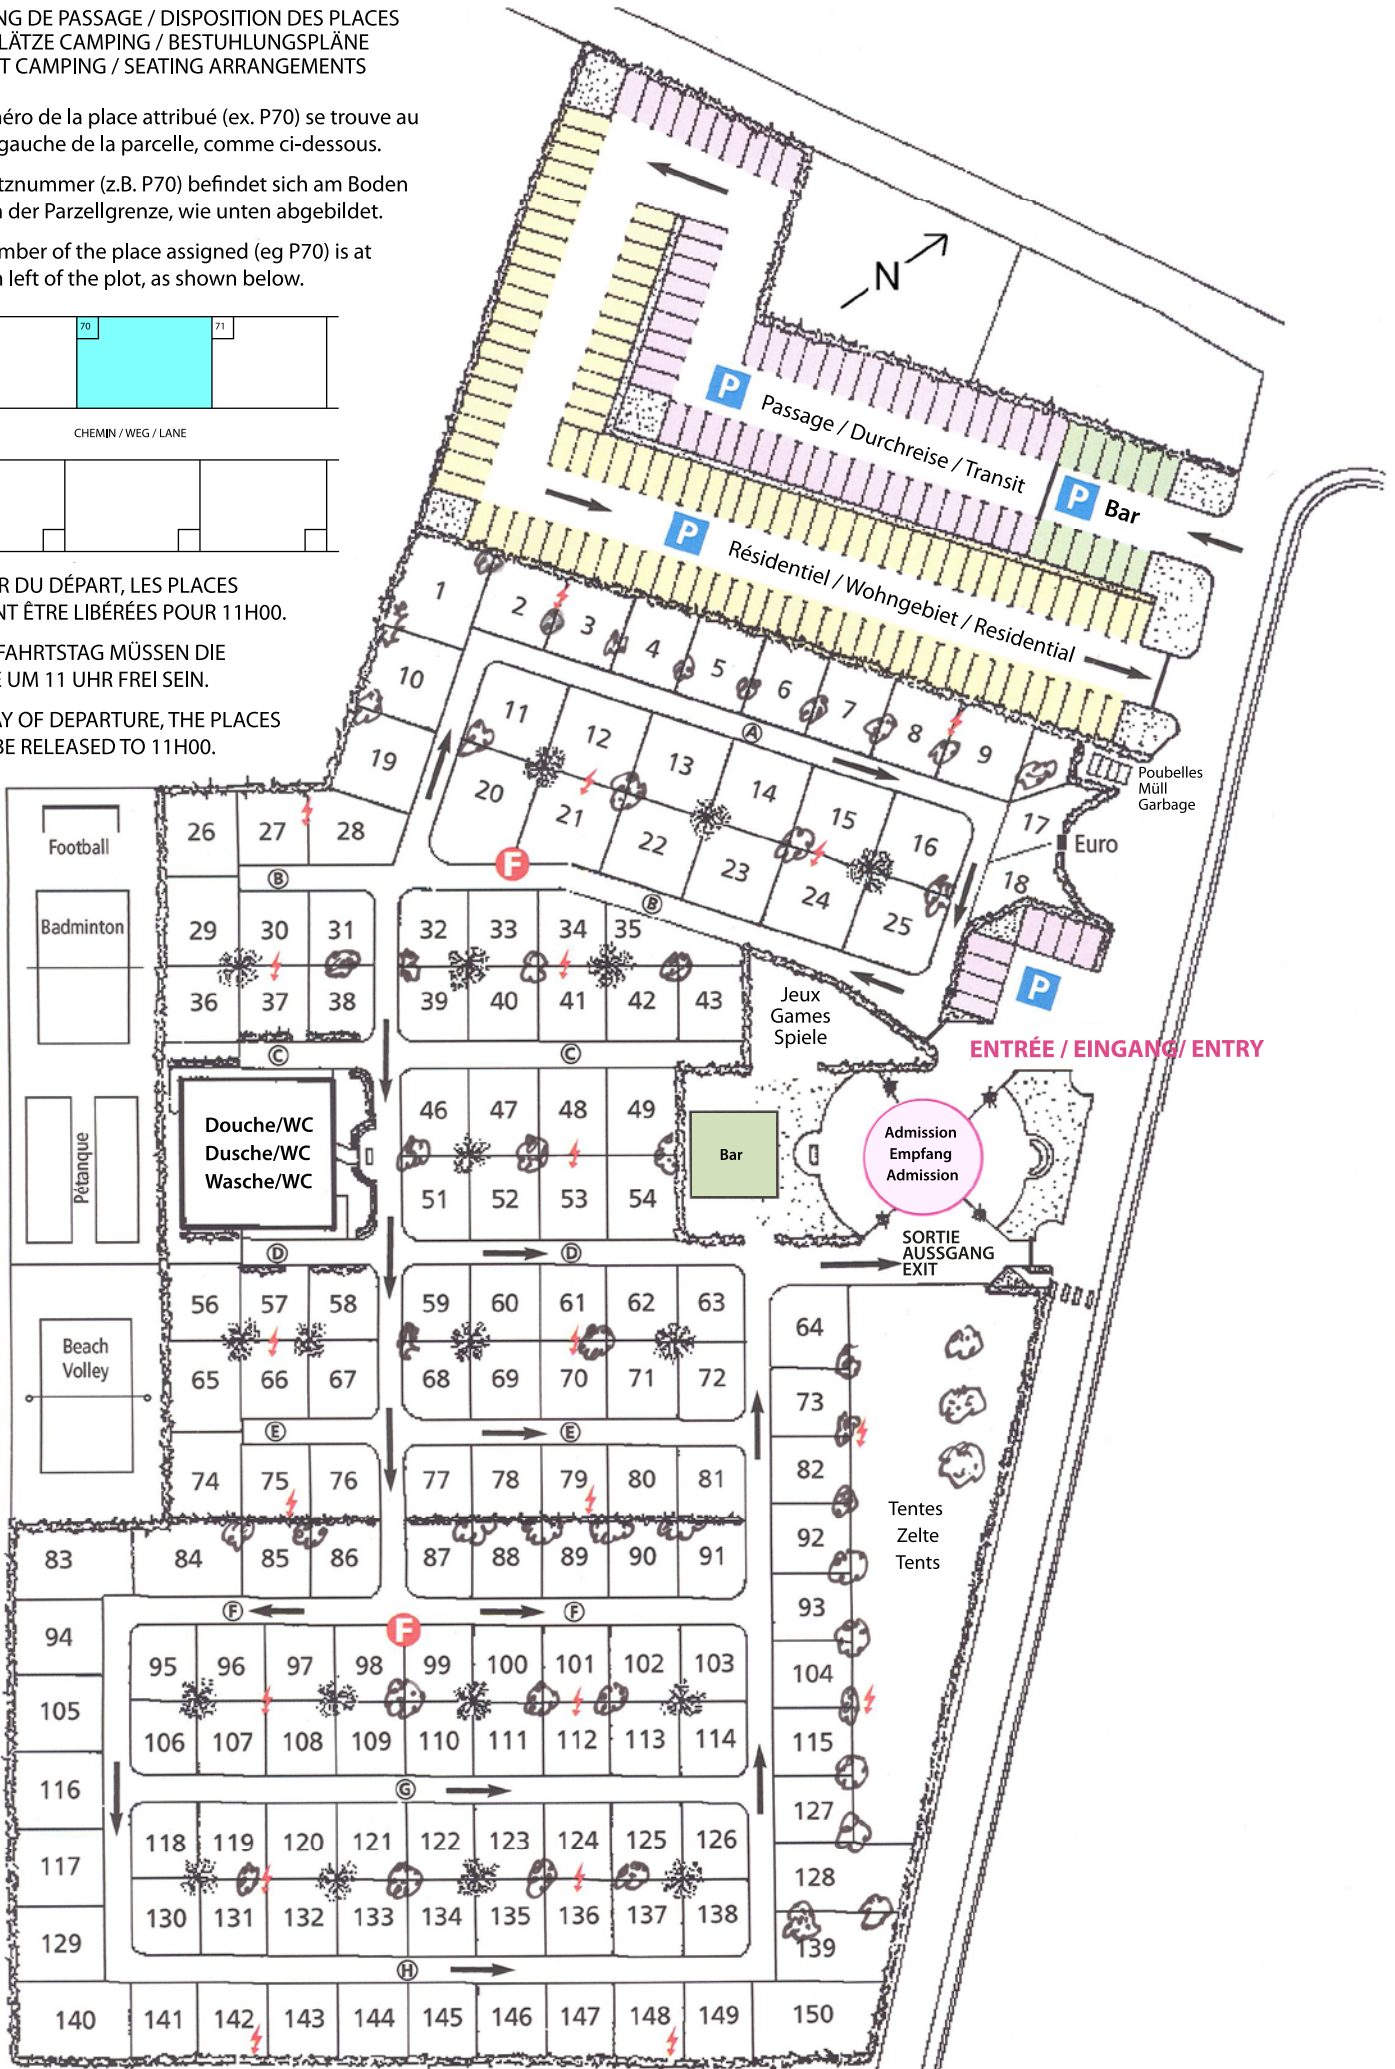 NG DE PASSAGE / DISPOSITION DES PLACES
LÄTZE CAMPING / BESTUHLUNGSPLÄNE
T CAMPING / SEATING ARRANGEMENTS
néro de la place attribué (ex. P70) se trouve au
gauche de la parcelle, comme ci-dessous.
tznummer (z.B. P70) befindet sich am Boden
n der Parzellgrenze, wie unten abgebildet.
mber of the place assigned (eg P70) is at
n left of the plot, as shown below.
70 71
CHEMIN / WEG / LANE
R DU DÉPART, LES PLACES
NT ÊTRE LIBÉRÉES POUR 11H00.
FAHRTSTAG MÜSSEN DIE
E UM 11 UHR FREI SEIN.
AY OF DEPARTURE, THE PLACES
BE RELEASED TO 11H00.
N
P Passage / Durchreise / Transit
P Bar
P Résidentiel / Wohngebiet / Residential
1 2 3 4 5 6 7 8 9
A
10 11 12 13 14 15 16
Poubelles
Müll
Garbage
17
Euro
18
19 20 21 22 23 24 25
F
Football
26 27 28
B B
Badminton
29 30 31 32 33 34 35
36 37 38 39 40 41 42 43
Jeux
Games
Spiele
P
ENTRÉE / EINGANG/ ENTRY
C C
Pétanque
Douche/WC
Dusche/WC
Wasche/WC
46 47 48 49
51 52 53 54
Bar
Admission
Empfang
Admission
SORTIE
AUSSGANG
EXIT
D D
Beach
Volley
56 57 58 59 60 61 62 63 64
65 66 67 68 69 70 71 72 73
E E
74 75 76 77 78 79 80 81 82
Tentes
Zelte
Tents
83 84 85 86 87 88 89 90 91 92
F F
F
93
94 95 96 97 98 99 100 101 102 103 104
105 106 107 108 109 110 111 112 113 114 115
G
116
117 118 119 120 121 122 123 124 125 126 127
128
129 130 131 132 133 134 135 136 137 138 139
H
140 141 142 143 144 145 146 147 148 149 150